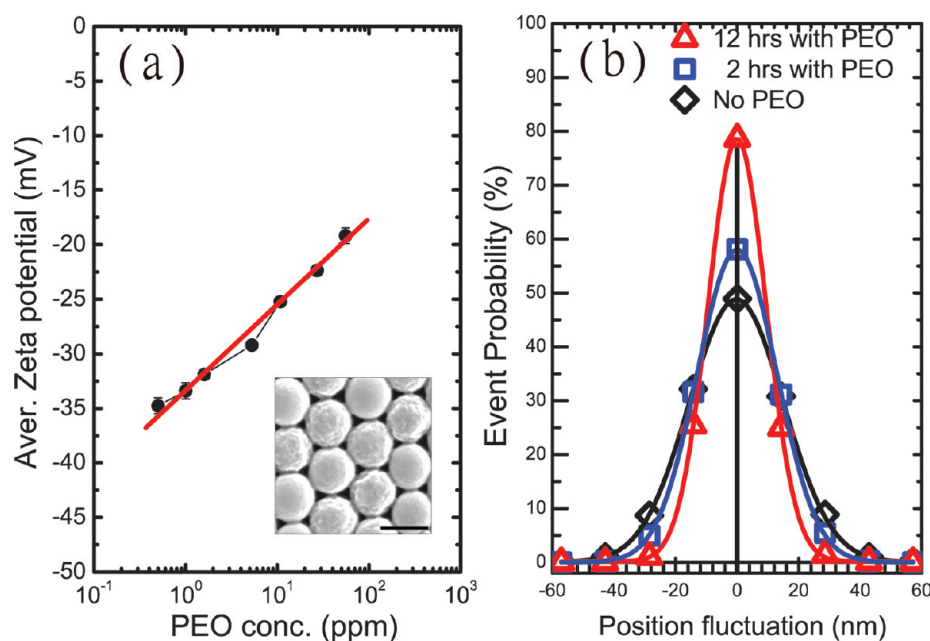 (a)
0
-5
-10
-15
-20
-25
-30
-35
-40
-45
-50
Aver. Zeta potential (mV)
10⁻¹ 10⁰ 10¹ 10² 10³
PEO conc. (ppm)
(b)
12 hrs with PEO
2 hrs with PEO
No PEO
100
90
80
70
60
50
40
30
20
10
0
Event Probability (%)
-60 -40 -20 0 20 40 60
Position fluctuation (nm)